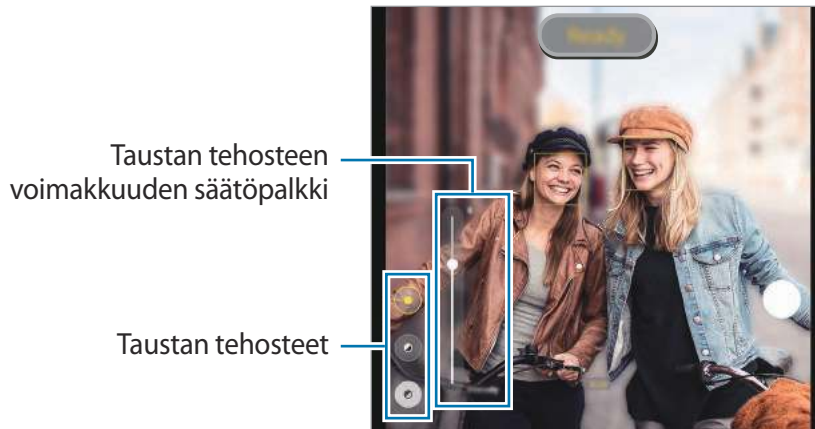 Ready
Taustan tehosteen
voimakkuuden säätöpalkki
Taustan tehosteet